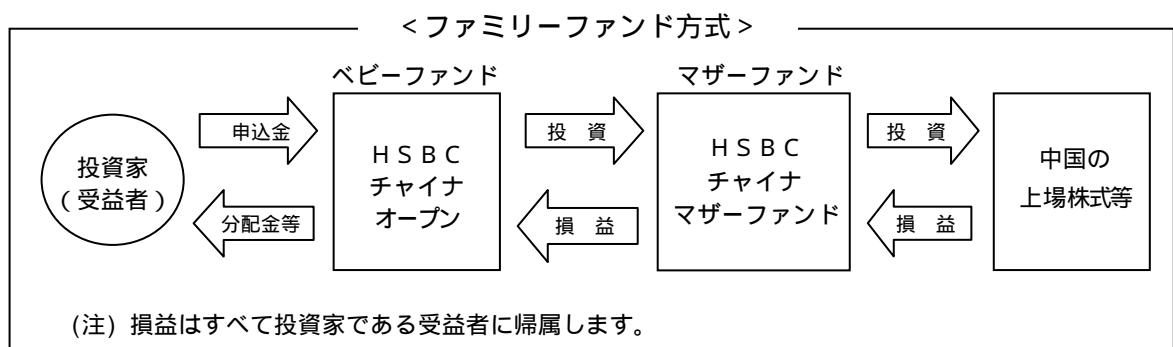 <ファミリーファンド方式>
ベビーファンド
マザーファンド
投資家
(受益者)
申込金
分配金等
HSBC
チャイナ
オープン
投 資
損 益
HSBC
チャイナ
マザーファンド
投 資
損 益
中国の
上場株式等
(注) 損益はすべて投資家である受益者に帰属します。